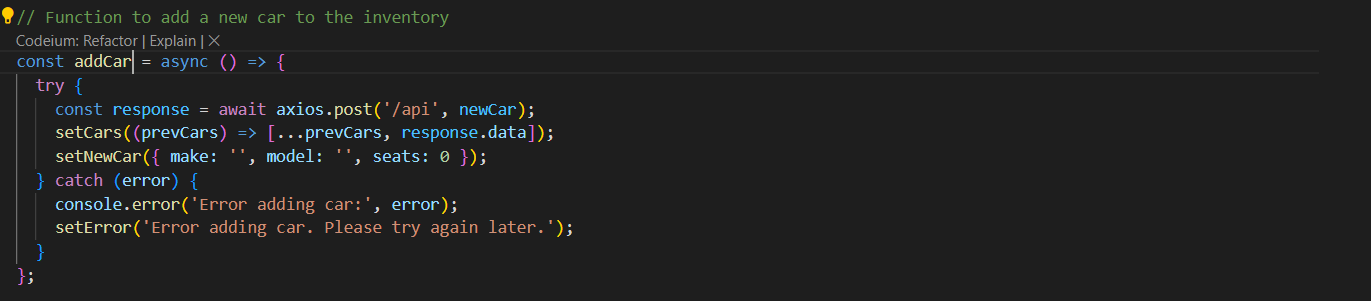 // Function to add a new car to the inventory
Codeium: Refactor | Explain | ×
const addCar = async () => {
  try {
    const response = await axios.post('/api', newCar);
    setCars((prevCars) => [...prevCars, response.data]);
    setNewCar({ make: '', model: '', seats: 0 });
  } catch (error) {
    console.error('Error adding car:', error);
    setError('Error adding car. Please try again later.');
  }
};